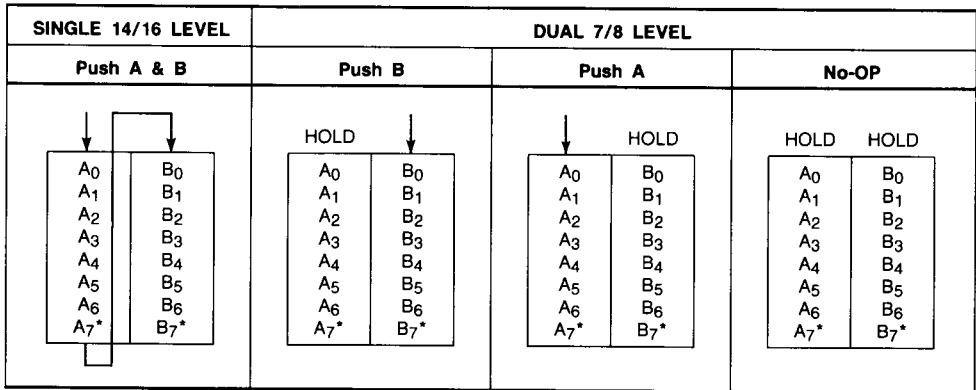 SINGLE 14/16 LEVEL DUAL 7/8 LEVEL
Push A & B Push B Push A No-OP
HOLD HOLD HOLD HOLD
A0 B0 A0 B0 A0 B0 A0 B0
A1 B1 A1 B1 A1 B1 A1 B1
A2 B2 A2 B2 A2 B2 A2 B2
A3 B3 A3 B3 A3 B3 A3 B3
A4 B4 A4 B4 A4 B4 A4 B4
A5 B5 A5 B5 A5 B5 A5 B5
A6 B6 A6 B6 A6 B6 A6 B6
A7* B7* A7* B7* A7* B7* A7* B7*